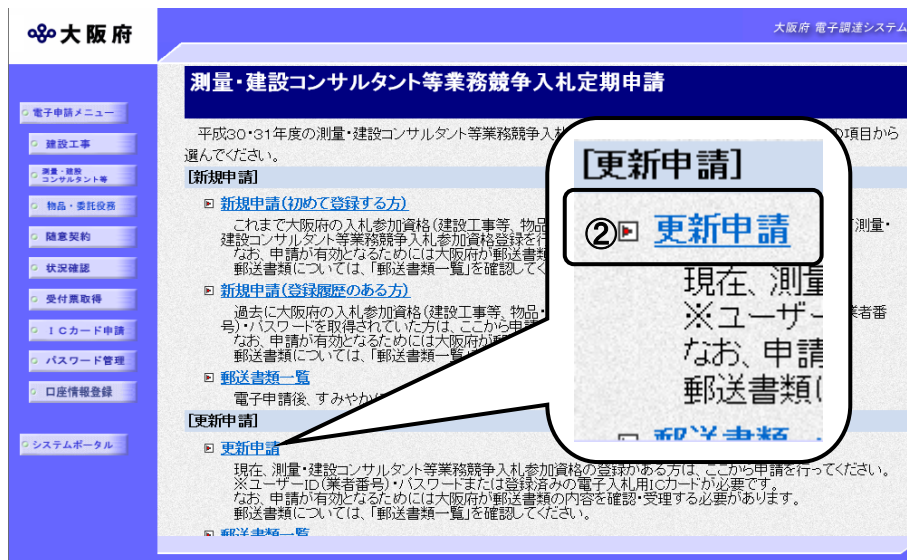 大阪府
大阪府 電子調達システム
電子申請メニュー
建設工事
測量・建設
コンサルタント等
物品・委託役務
随意契約
状況確認
受付票取得
ICカード申請
パスワード管理
口座情報登録
システムポータル
測量・建設コンサルタント等業務競争入札定期申請
平成30・31年度の測量・建設コンサルタント等業務競争入
の項目から
選んでください。
[新規申請]
新規申請(初めて登録する方)
これまで大阪府の入札参加資格(建設工事等、物品
測量・
建設コンサルタント等業務競争入札参加資格登録を行
なお、申請が有効となるためには大阪府が郵送書類
郵送書類については、「郵送書類一覧」を確認してく
新規申請(登録履歴のある方)
過去に大阪府の入札参加資格(建設工事等、物品・
業者番
号)・パスワードを取得されていた方は、ここから申請
なお、申請が有効となるためには大阪府が郵
郵送書類については、「郵送書類一覧
郵送書類一覧
電子申請後、すみやか
[更新申請]
更新申請
現在、測量・建設コンサルタント等業務競争入札参加資格の登録がある方は、ここから申請を行ってください。
※ユーザーID(業者番号)・パスワードまたは登録済みの電子入札用ICカードが必要です。
なお、申請が有効となるためには大阪府が郵送書類の内容を確認・受理する必要があります。
郵送書類については、「郵送書類一覧」を確認してください。
郵送書類一覧
[更新申請]
② 更新申請
現在、測量
※ユーザー
なお、申請
郵送書類
郵送書類